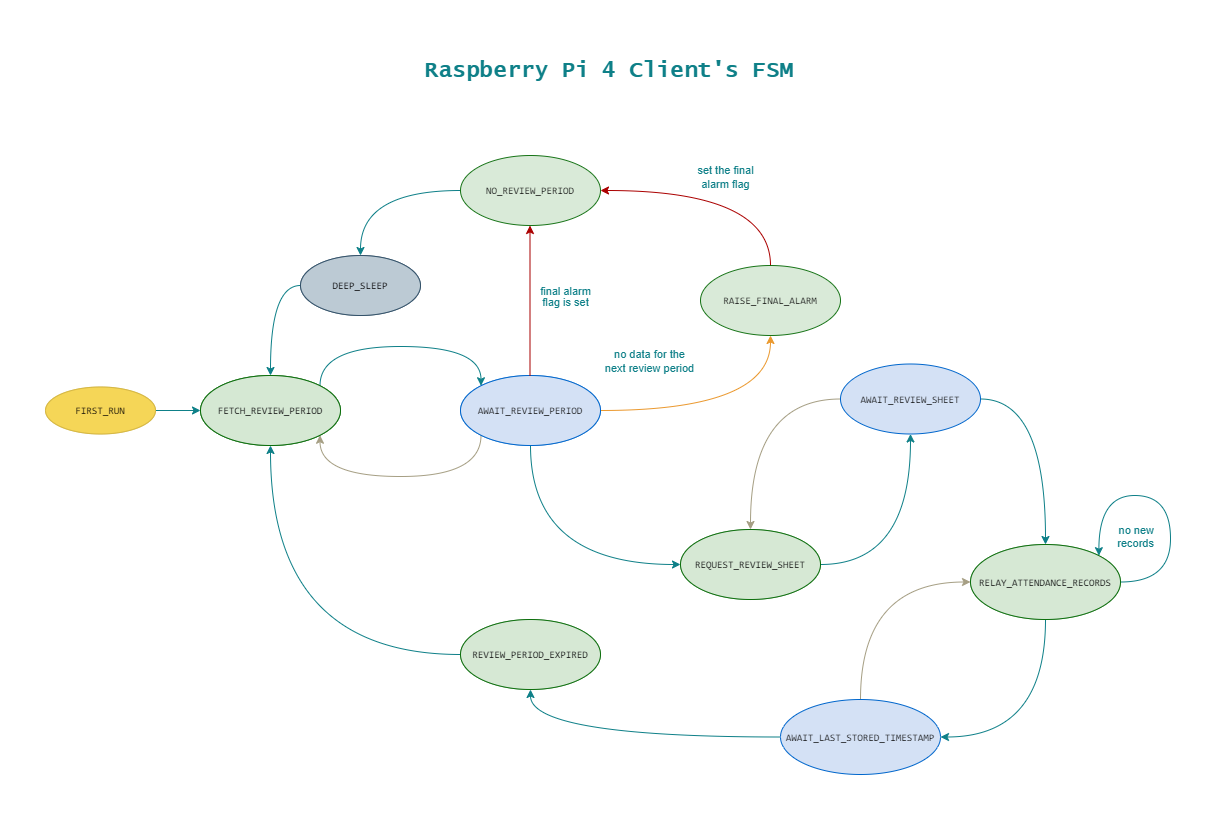 Raspberry Pi 4 Client's FSM
set the final
alarm flag
NO_REVIEW_PERIOD
DEEP_SLEEP
final alarm
flag is set
RAISE_FINAL_ALARM
no data for the
next review period
FIRST_RUN
FETCH_REVIEW_PERIOD
AWAIT_REVIEW_PERIOD
AWAIT_REVIEW_SHEET
no new
records
REQUEST_REVIEW_SHEET
RELAY_ATTENDANCE_RECORDS
REVIEW_PERIOD_EXPIRED
AWAIT_LAST_STORED_TIMESTAMP